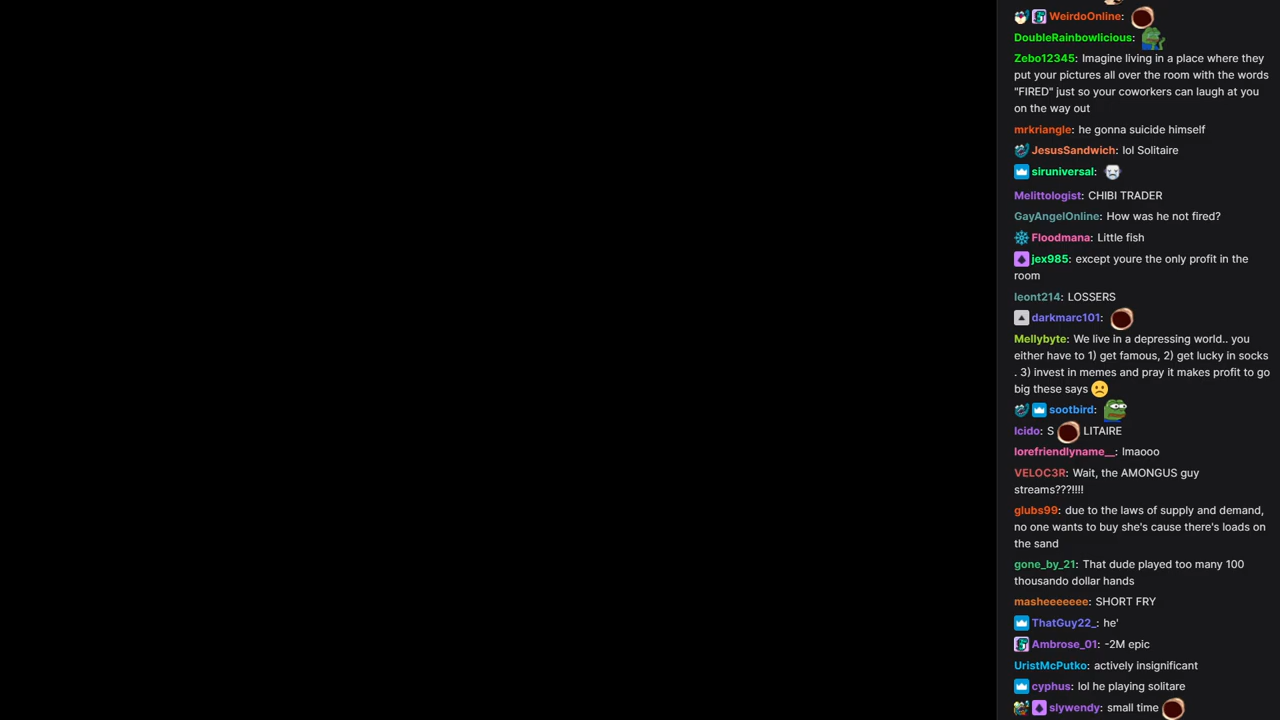 WeirdoOnline:
DoubleRainbowlicious:
Zebo12345: Imagine living in a place where they
put your pictures all over the room with the words
"FIRED" just so your coworkers can laugh at you
on the way out
mrkriangle: he gonna suicide himself
JesusSandwich: lol Solitaire
siruniversal:
Melittologist: CHIBI TRADER
GayAngelOnline: How was he not fired?
Floodmana: Little fish
jex985: except youre the only profit in the
room
leont214: LOSSERS
darkmarc101:
Mellybyte: We live in a depressing world.. you
either have to 1) get famous, 2) get lucky in socks
. 3) invest in memes and pray it makes profit to go
big these says
sootbird:
Icido: S LITAIRE
lorefriendlyname__: lmaooo
VELOC3R: Wait, the AMONGUS guy
streams???!!!!
glubs99: due to the laws of supply and demand,
no one wants to buy she's cause there's loads on
the sand
gone_by_21: That dude played too many 100
thousando dollar hands
masheeeeeee: SHORT FRY
ThatGuy22_: he'
Ambrose_01: -2M epic
UristMcPutko: actively insignificant
cyphus: lol he playing solitare
slywendy: small time